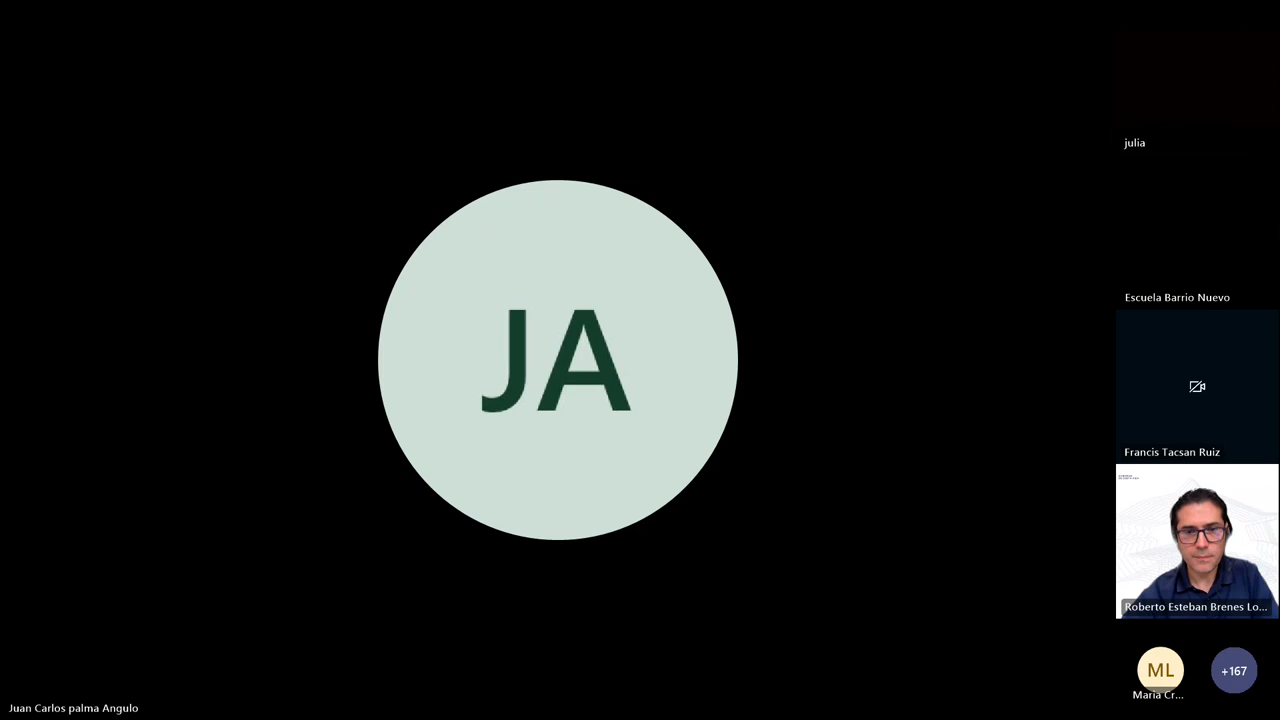 JA
Juan Carlos palma Angulo
julia
Escuela Barrio Nuevo
Francis Tacsan Ruiz
Roberto Esteban Brenes Lo...
ML
+167
Maria Cr...